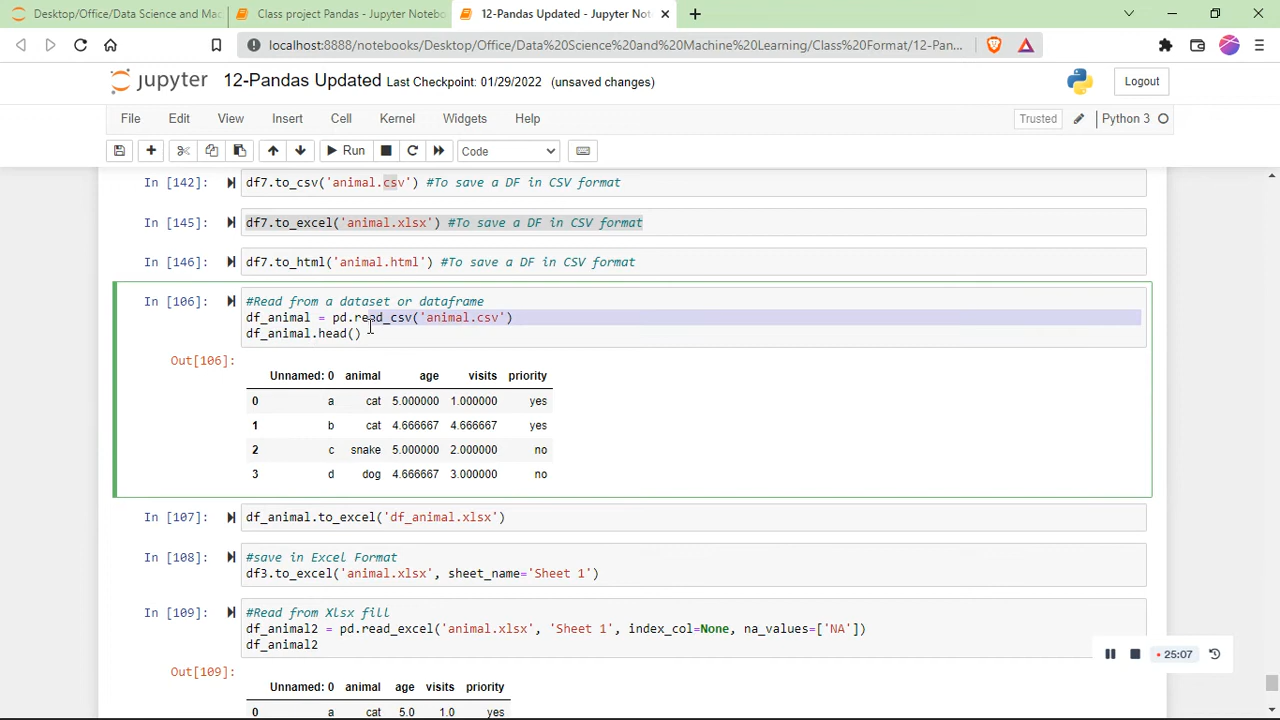 Desktop/Office/Data Science and Mac
Class project Pandas - Jupyter Notebo
12-Pandas Updated - Jupyter Not
localhost:8888/notebooks/Desktop/Office/Data%20Science%20and%20Machine%20Learning/Class%20Format/12-Pan...
jupyter 12-Pandas Updated Last Checkpoint: 01/29/2022 (unsaved changes)
Logout
File Edit View Insert Cell Kernel Widgets Help
Trusted
Python 3
Run
Code
In [142]: df7.to_csv('animal.csv') #To save a DF in CSV format
In [145]: df7.to_excel('animal.xlsx') #To save a DF in CSV format
In [146]: df7.to_html('animal.html') #To save a DF in CSV format
In [106]: #Read from a dataset or dataframe
df_animal = pd.read_csv('animal.csv')
df_animal.head()
Out[106]:
Unnamed: 0 animal age visits priority
0 a cat 5.000000 1.000000 yes
1 b cat 4.666667 4.666667 yes
2 c snake 5.000000 2.000000 no
3 d dog 4.666667 3.000000 no
In [107]: df_animal.to_excel('df_animal.xlsx')
In [108]: #save in Excel Format
df3.to_excel('animal.xlsx', sheet_name='Sheet 1')
In [109]: #Read from Xlsx fill
df_animal2 = pd.read_excel('animal.xlsx', 'Sheet 1', index_col=None, na_values=['NA'])
df_animal2
25:07
Out[109]:
Unnamed: 0 animal age visits priority
0 a cat 5.0 1.0 yes